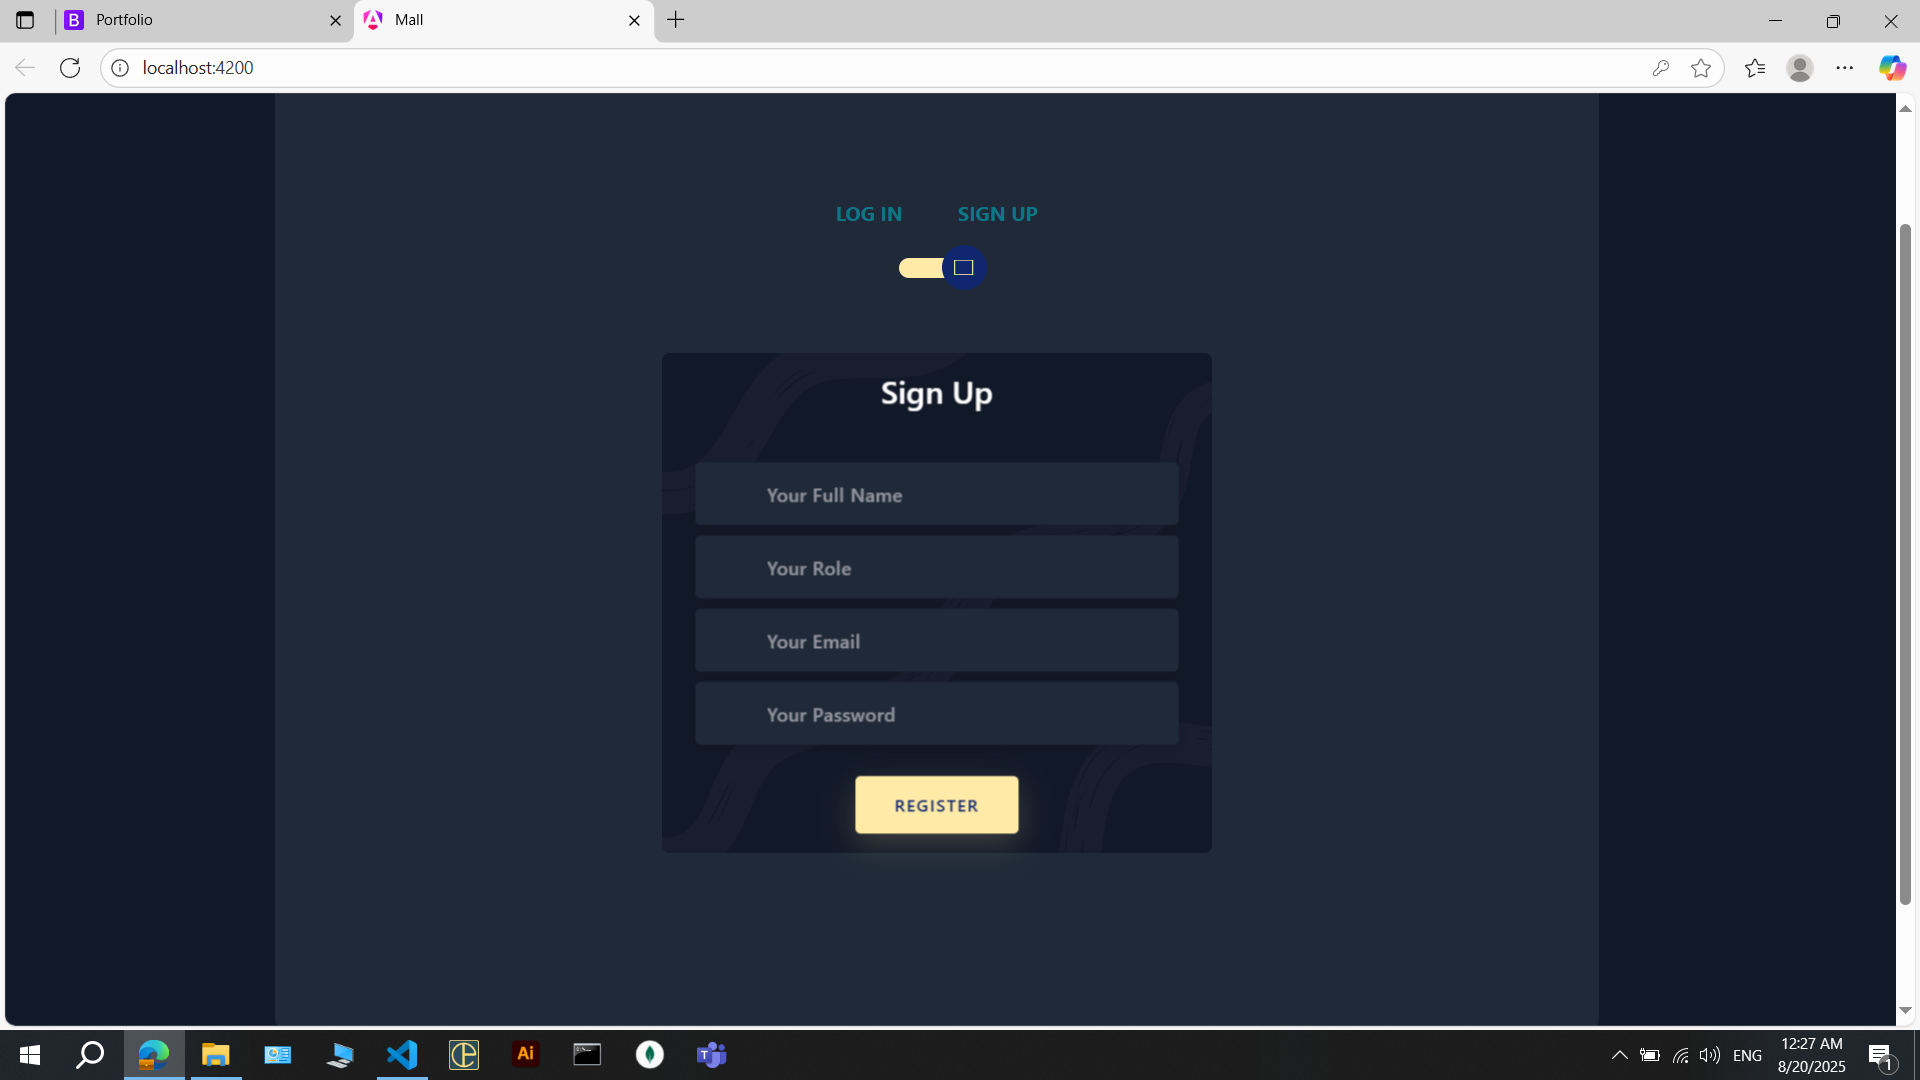 Portfolio
Mall
localhost:4200
LOG IN
SIGN UP
Sign Up
Your Full Name
Your Role
Your Email
Your Password
REGISTER
Ai
ENG
12:27 AM
8/20/2025
1